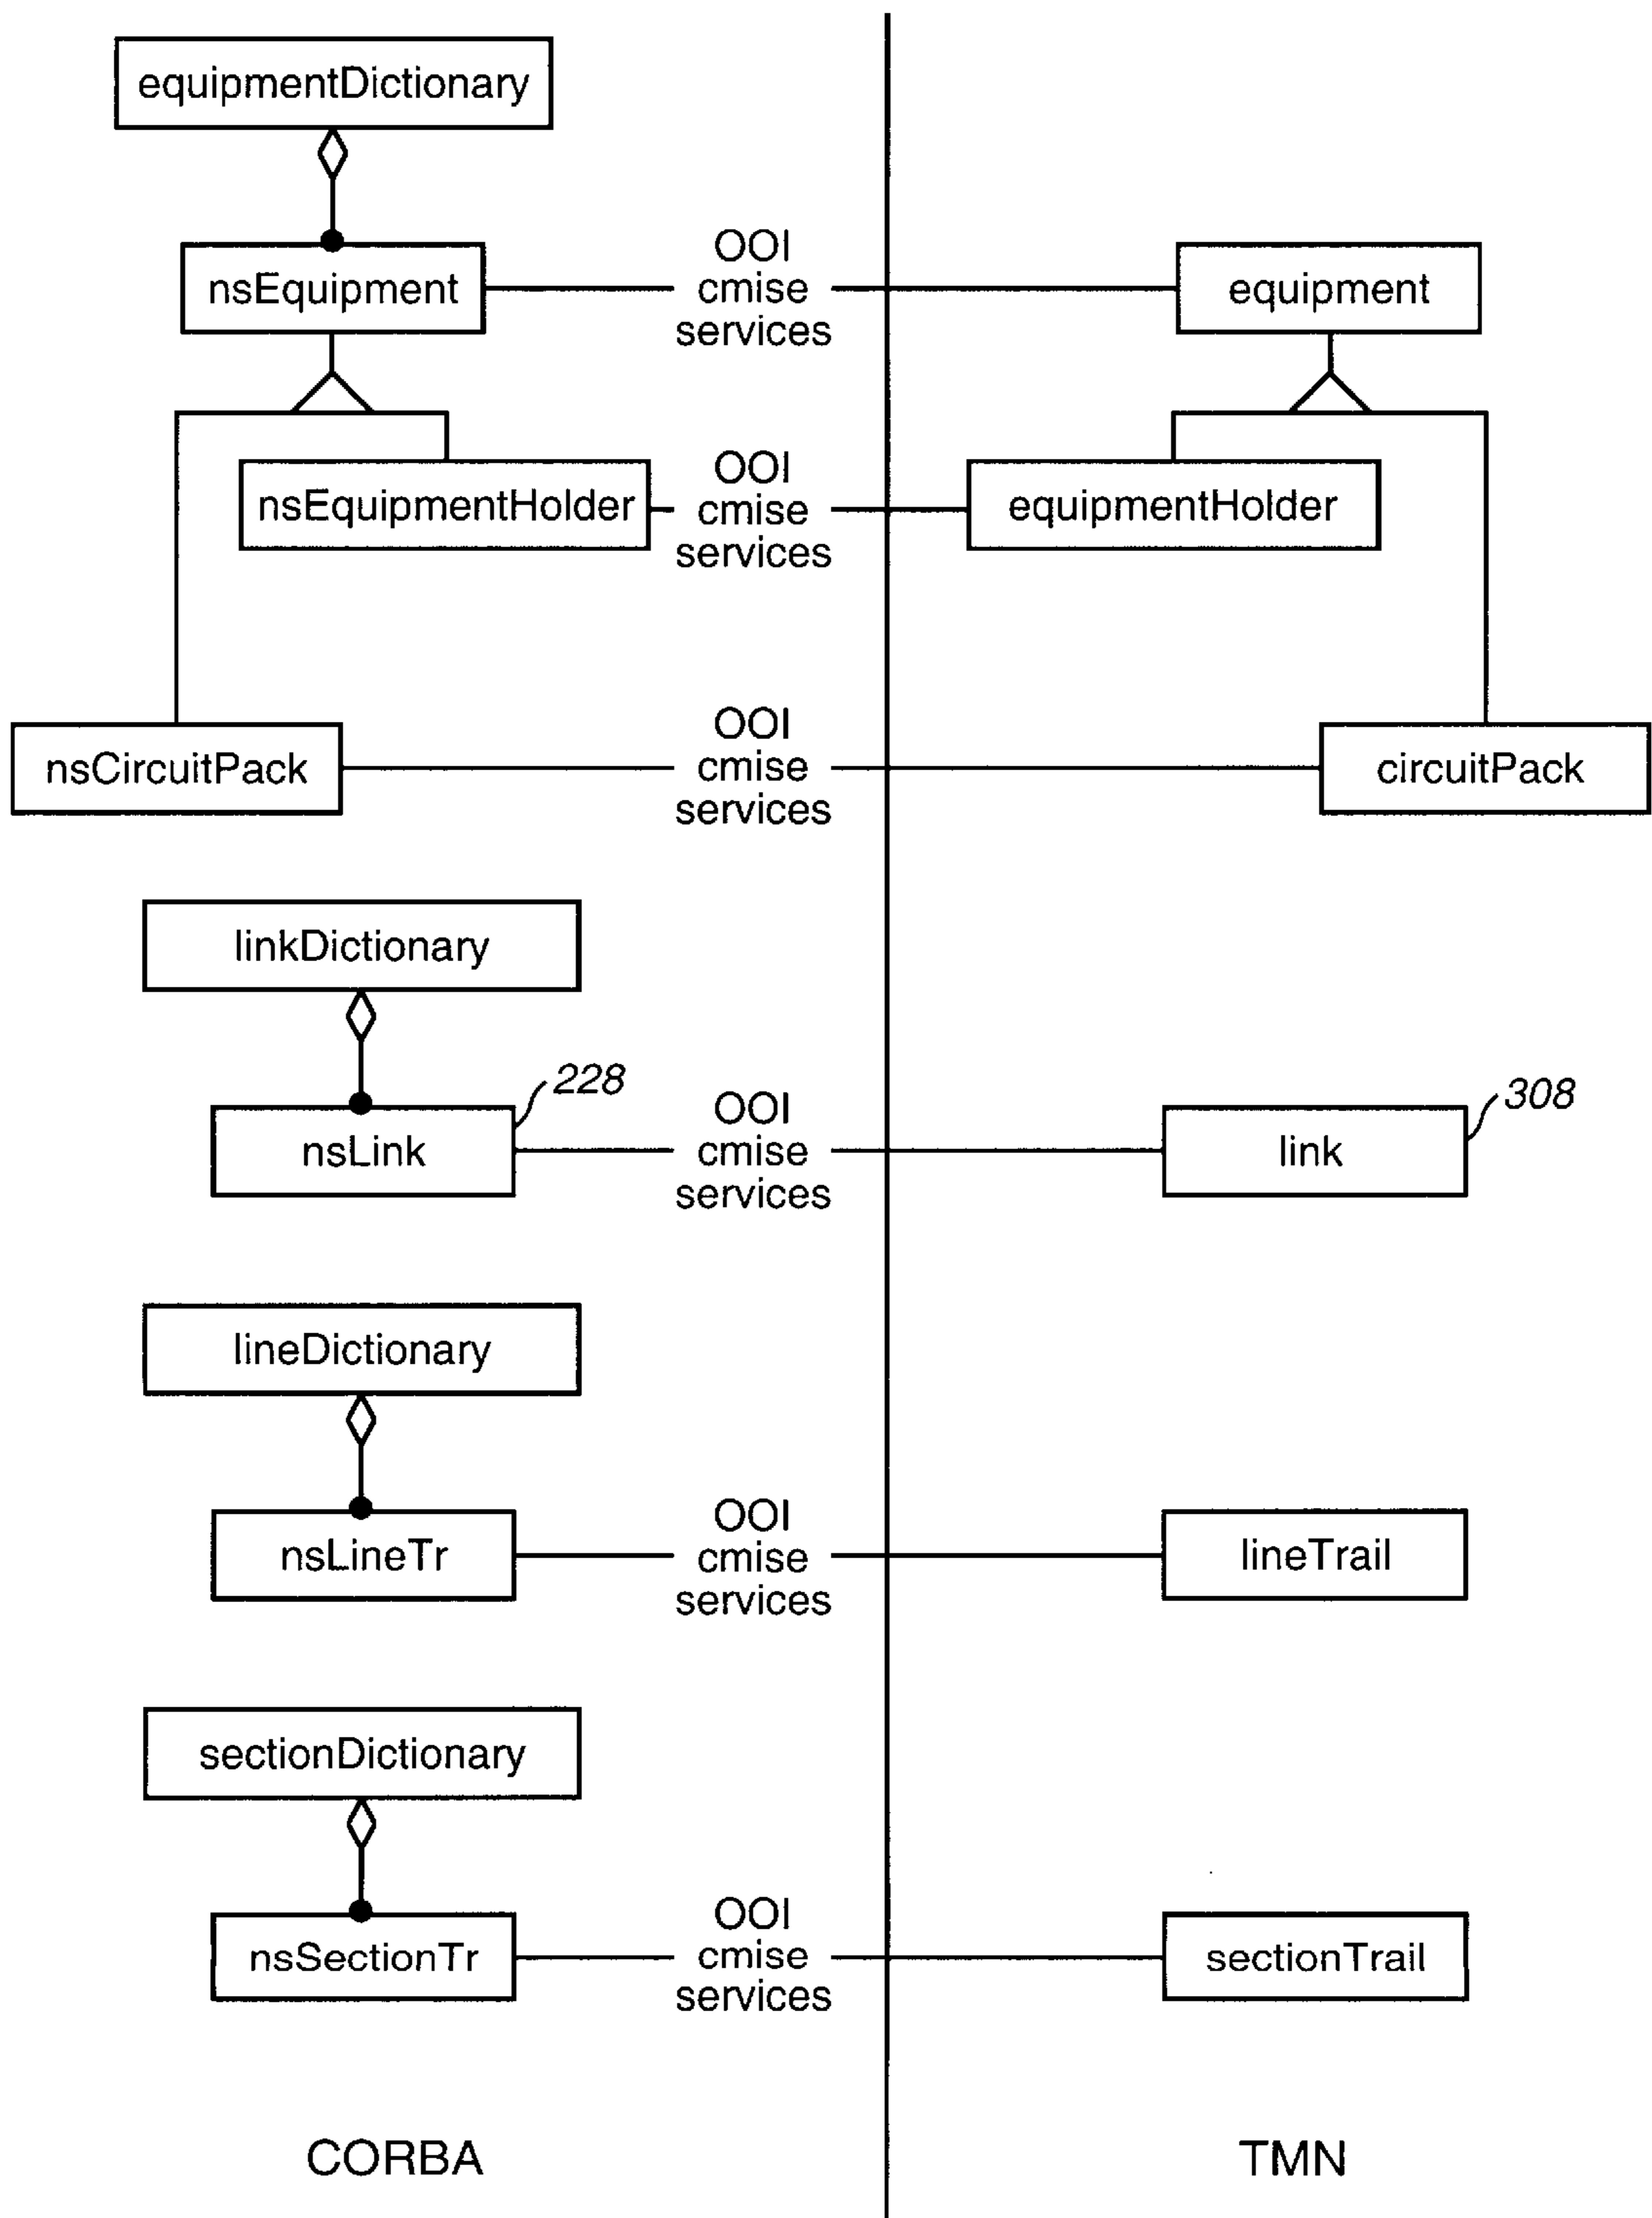 equipmentDictionary
nsEquipment
OOI
cmise
services
equipment
nsEquipmentHolder
OOI
cmise
services
equipmentHolder
nsCircuitPack
OOI
cmise
services
circuitPack
linkDictionary
228
nsLink
OOI
cmise
services
link
308
lineDictionary
nsLineTr
OOI
cmise
services
lineTrail
sectionDictionary
nsSectionTr
OOI
cmise
services
sectionTrail
CORBA
TMN